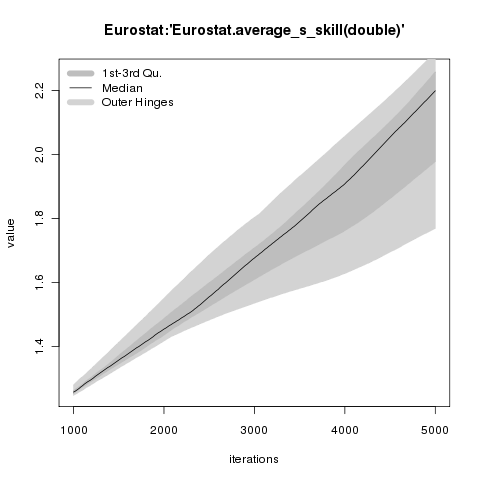 Eurostat:'Eurostat.average_s_skill(double)'
1st-3rd Qu.
Median
Outer Hinges
2.2
2.0
1.8
1.6
1.4
value
1000 2000 3000 4000 5000
iterations